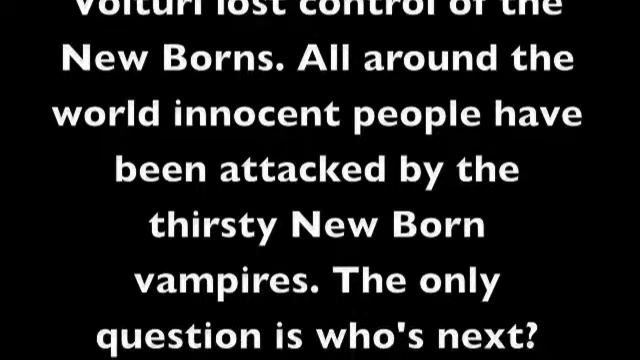 Volturi lost control of the
New Borns. All around the
world innocent people have
been attacked by the
thirsty New Born
vampires. The only
question is who's next?